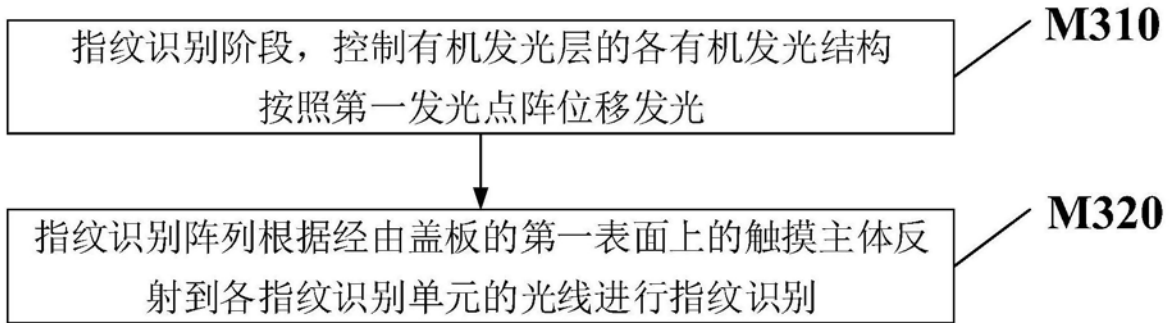 指纹识别阶段，控制有机发光层的各有机发光结构
按照第一发光点阵位移发光
M310
指纹识别阵列根据经由盖板的第一表面上的触摸主体反
射到各指纹识别单元的光线进行指纹识别
M320